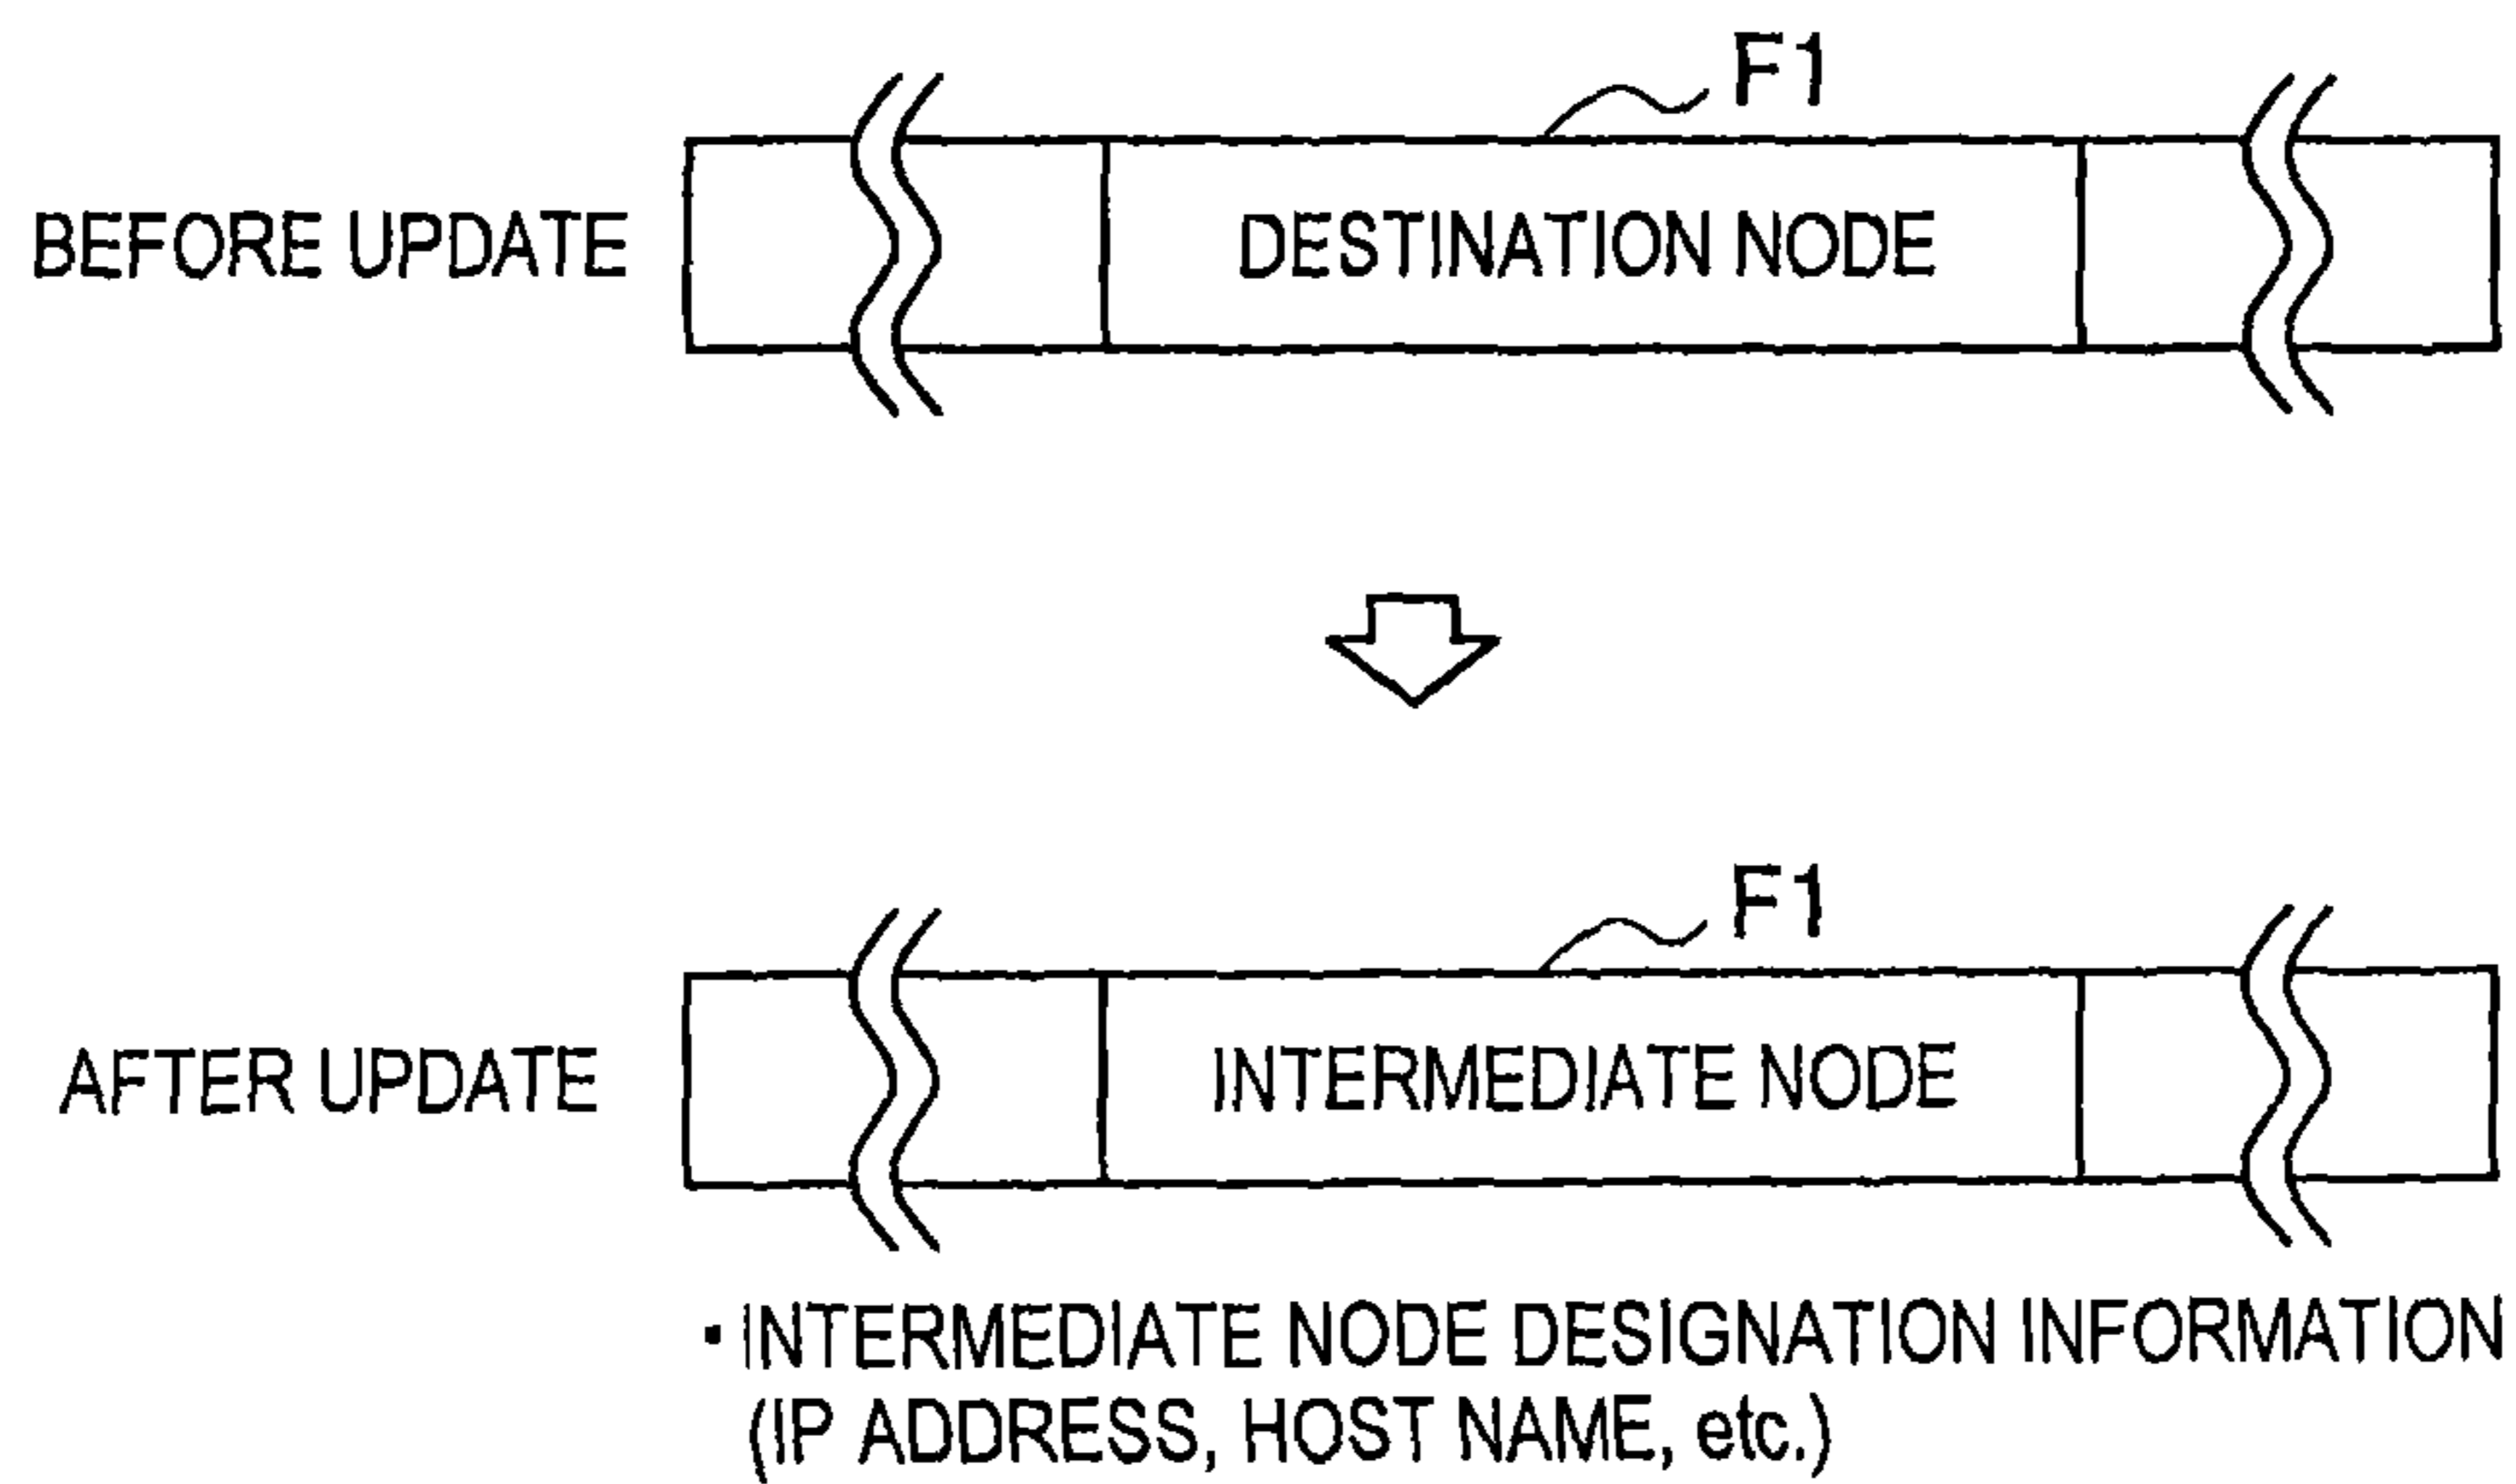 F1
BEFORE UPDATE
DESTINATION NODE
F1
AFTER UPDATE
INTERMEDIATE NODE
▪ INTERMEDIATE NODE DESIGNATION INFORMATION
(IP ADDRESS, HOST NAME, etc.)